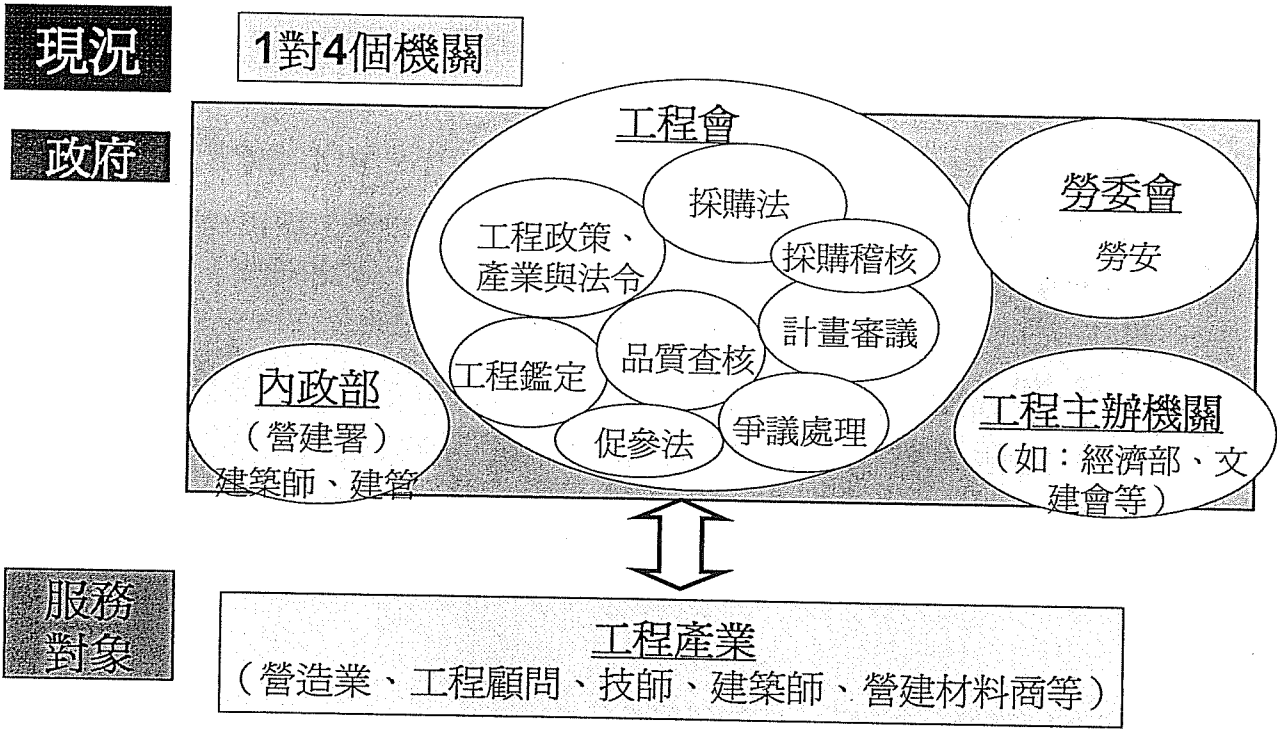 現況
1對4個機關
政府
工程會
採購法
工程政策、
產業與法令
採購稽核
計畫審議
品質查核
工程鑑定
爭議處理
促參法
勞委會
勞安
內政部
（營建署）
建築師、建管
工程主辦機關
（如：經濟部、文
建會等）
服務
對象
工程產業
（營造業、工程顧問、技師、建築師、營建材料商等）